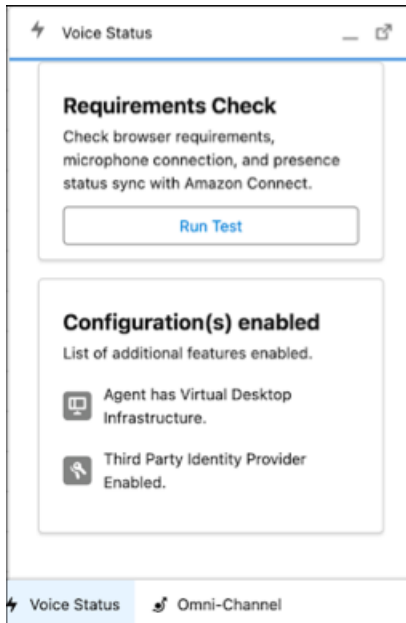 Voice Status
Requirements Check
Check browser requirements,
microphone connection, and presence
status sync with Amazon Connect.
Run Test
Configuration(s) enabled
List of additional features enabled.
Agent has Virtual Desktop
Infrastructure.
Third Party Identity Provider
Enabled.
Voice Status Omni-Channel